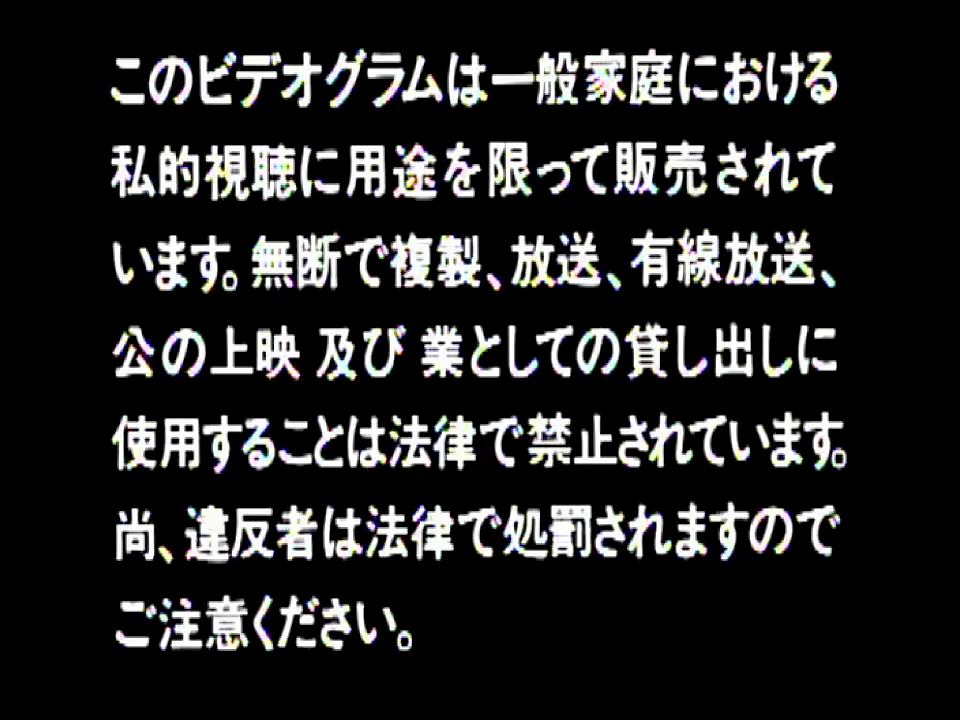 このビデオグラムは一般家庭における
私的視聴に用途を限って販売されて
います。無断で複製、放送、有線放送、
公の上映 及び 業としての貸し出しに
使用することは法律で禁止されています。
尚、違反者は法律で処罰されますので
ご注意ください。